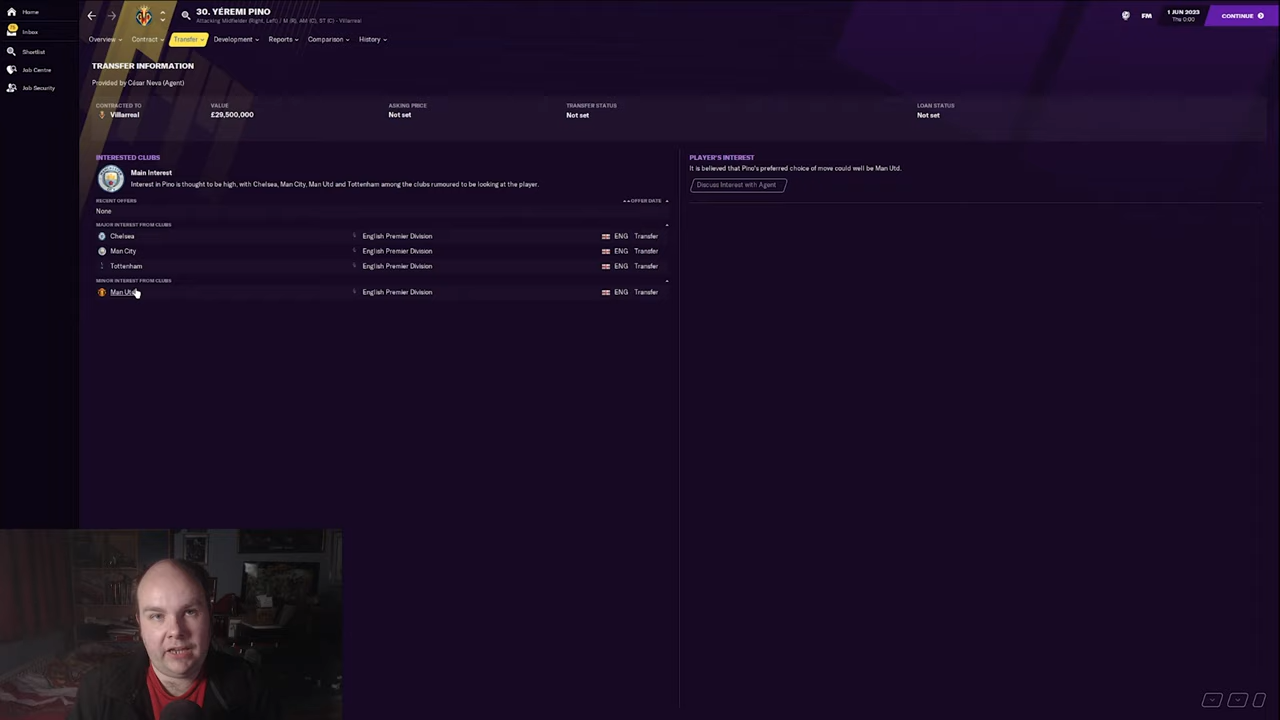 Home
Inbox
Shortlist
Job Centre
Job Security
30. YÉREMI PINO
Attacking Midfielder (Right, Left) / M (R), AM (C), ST (C) - Villarreal
FM
1 JUN 2023
Thu 0:00
CONTINUE
Overview
Contract
Transfer
Development
Reports
Comparison
History
TRANSFER INFORMATION
Provided by César Neva (Agent)
CONTRACTED TO
Villarreal
VALUE
£29,500,000
ASKING PRICE
Not set
TRANSFER STATUS
Not set
LOAN STATUS
Not set
INTERESTED CLUBS
Main Interest
Interest in Pino is thought to be high, with Chelsea, Man City, Man Utd and Tottenham among the clubs rumoured to be looking at the player.
RECENT OFFERS OFFER DATE
None
MAJOR INTEREST FROM CLUBS
Chelsea English Premier Division ENG Transfer
Man City English Premier Division ENG Transfer
Tottenham English Premier Division ENG Transfer
MINOR INTEREST FROM CLUBS
Man Utd English Premier Division ENG Transfer
PLAYER'S INTEREST
It is believed that Pino's preferred choice of move could well be Man Utd.
Discuss Interest with Agent